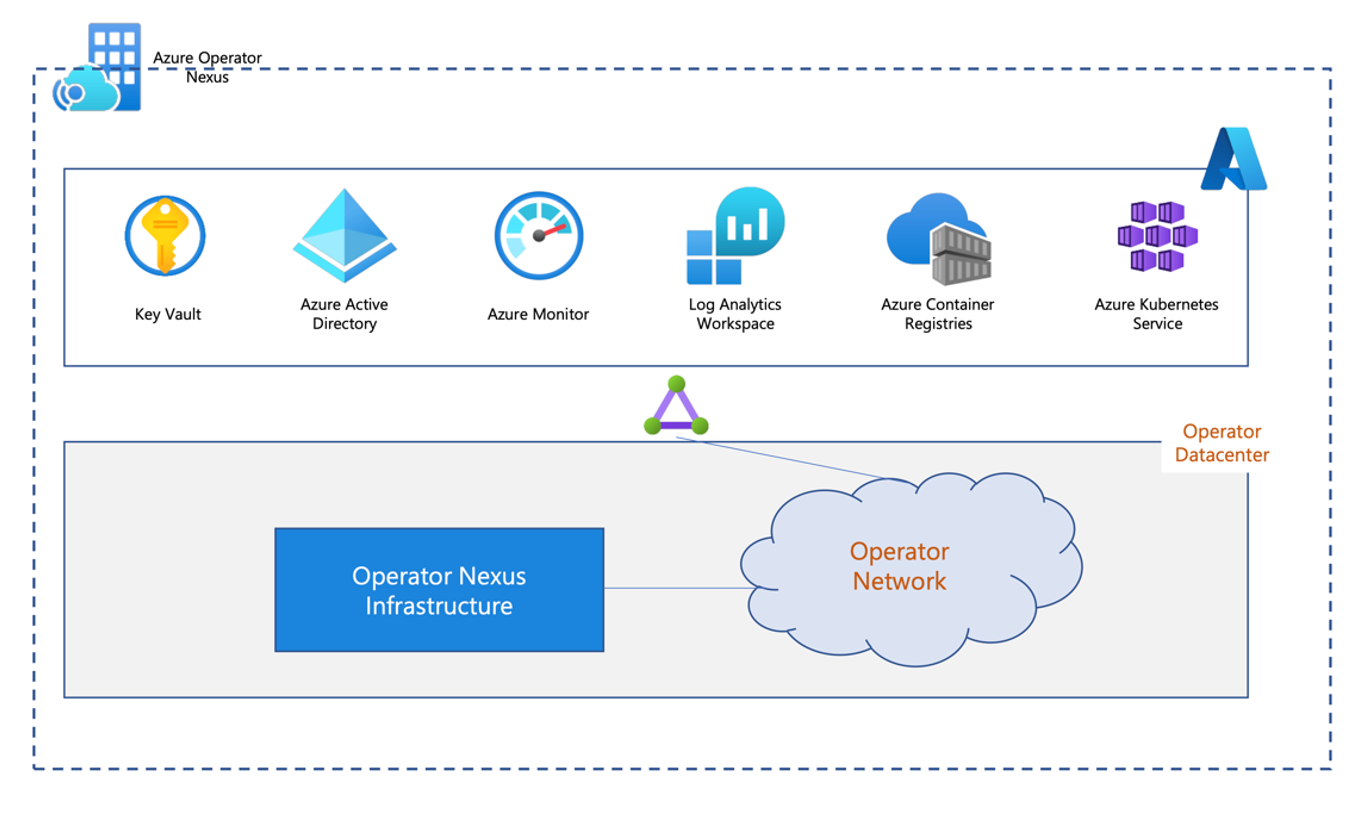 Azure Operator
Nexus
Key Vault
Azure Active
Directory
Azure Monitor
Log Analytics
Workspace
Azure Container
Registries
Azure Kubernetes
Service
Operator
Datacenter
Operator Nexus
Infrastructure
Operator
Network